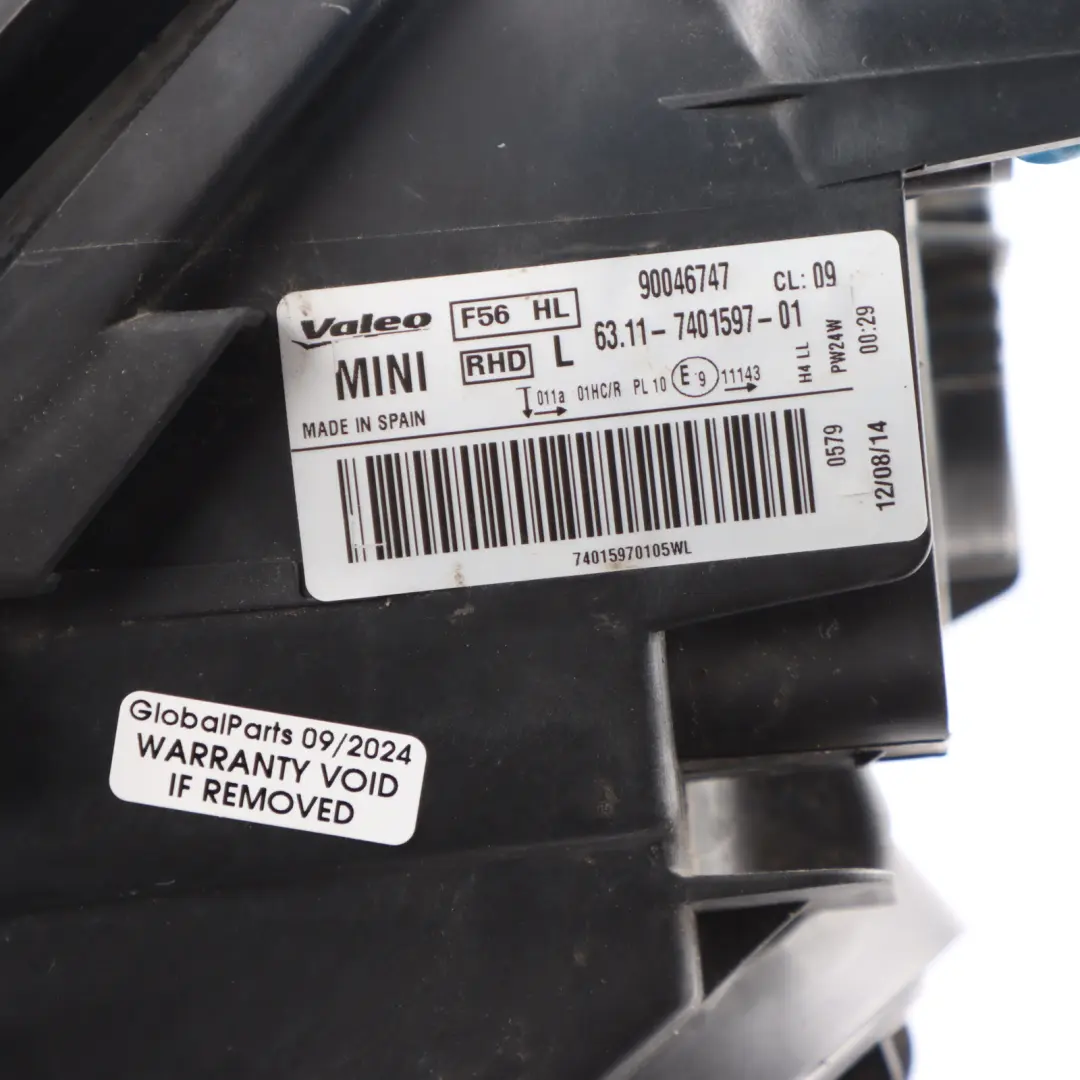 Valeo F56 HL 90046747 CL: 09
MINI RHD L 63.11-7401597-01
MADE IN SPAIN 011a 01HC/R PL 10 E 9 11143
H4 LL
PW24W
00:29
0579
12/08/14
74015970105WL
GlobalParts 09/2024
WARRANTY VOID
IF REMOVED